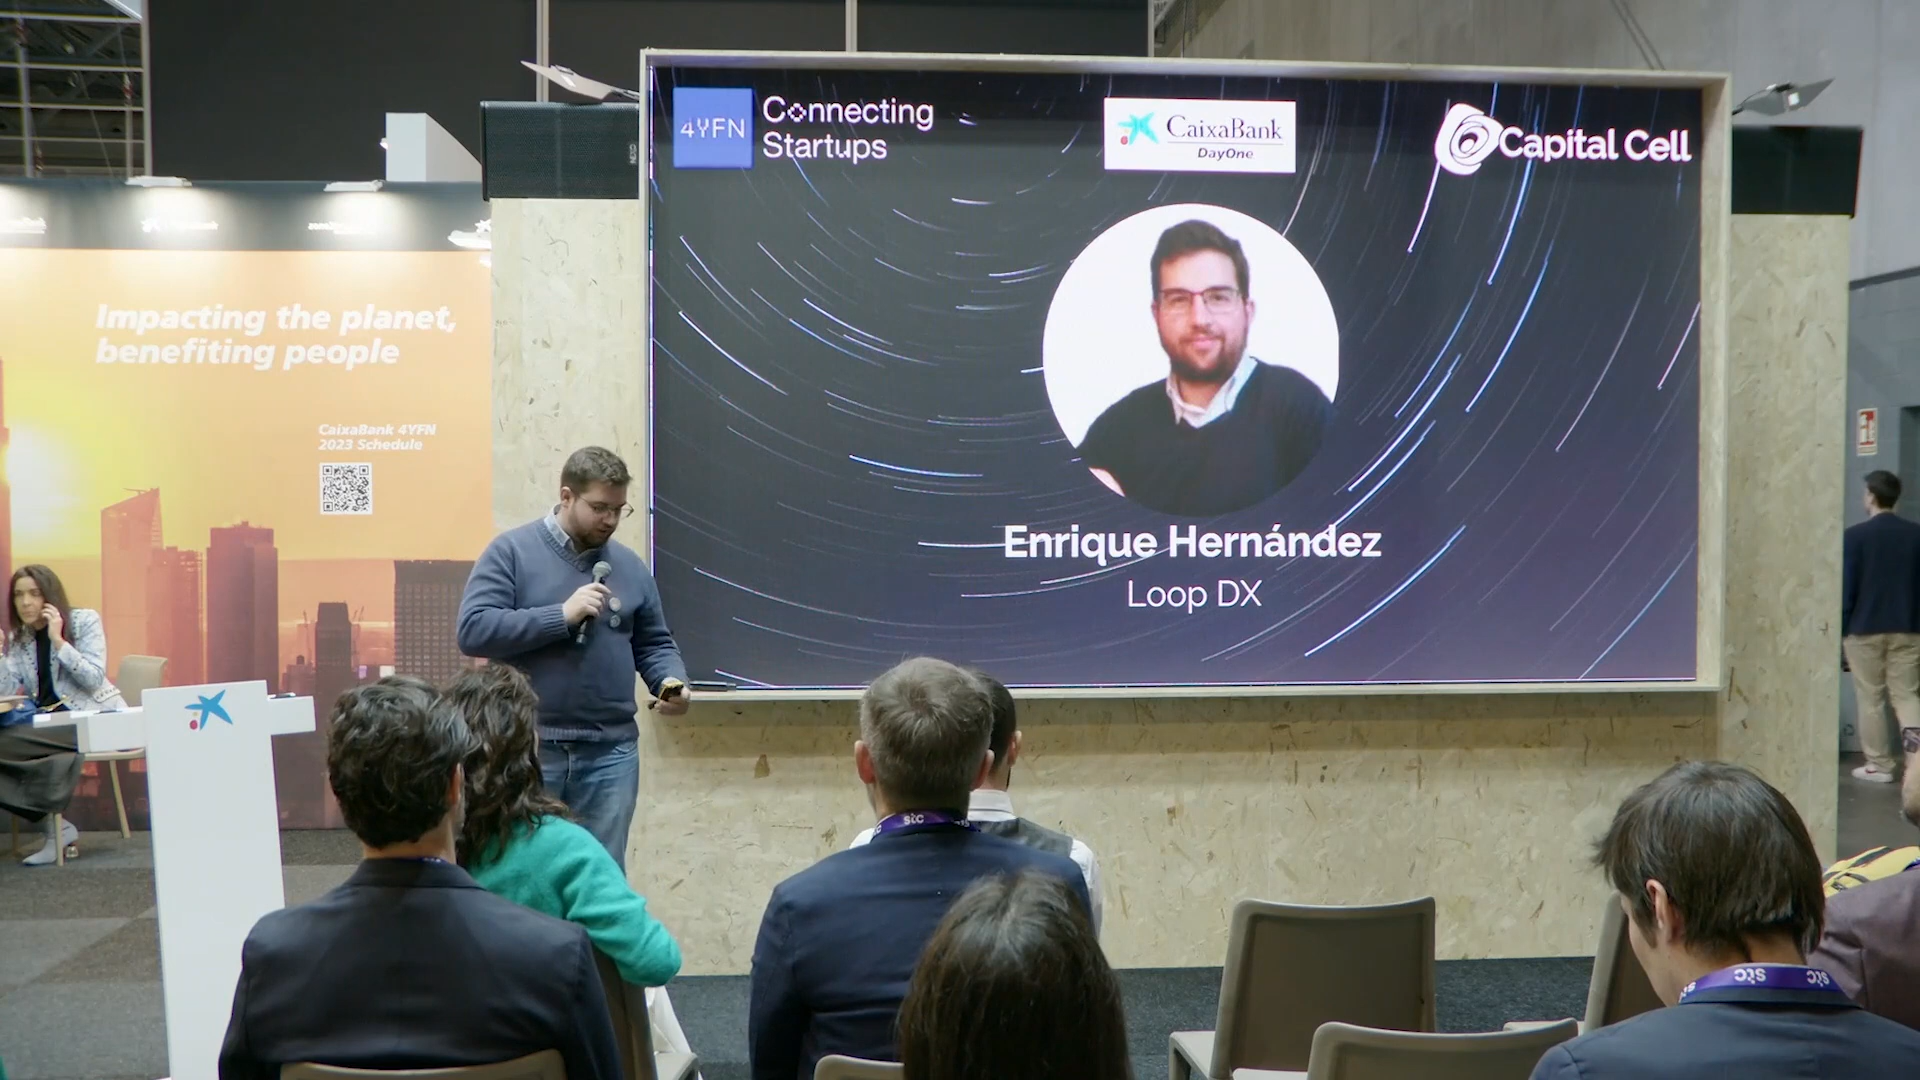 4YFN
Connecting
Startups
CaixaBank
DayOne
Capital Cell
Enrique Hernández
Loop DX
Impacting the planet,
benefiting people
CaixaBank 4YFN
2023 Schedule
stc
stc
stc